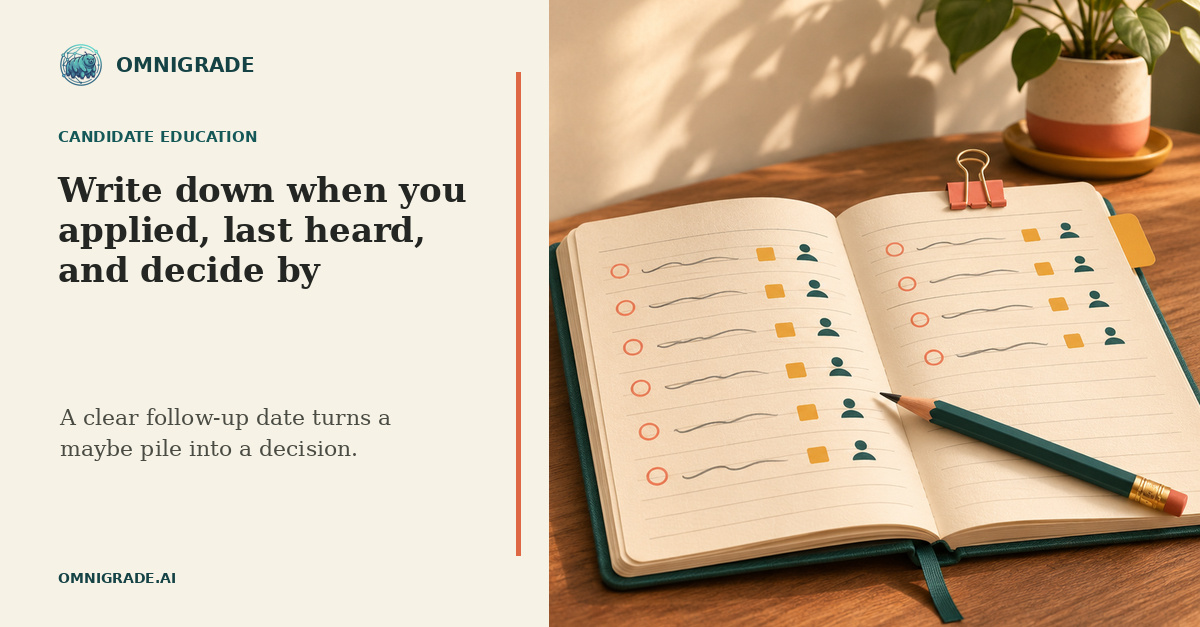 OMNIGRADE
CANDIDATE EDUCATION
Write down when you
applied, last heard,
and decide by
A clear follow-up date turns a
maybe pile into a decision.
OMNIGRADE.AI